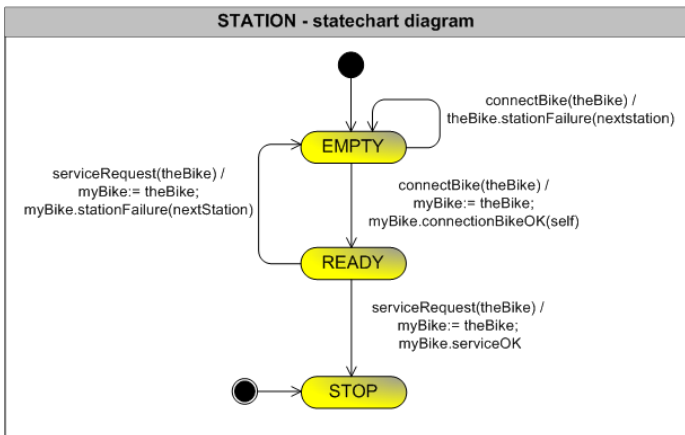 STATION - statechart diagram
connectBike(theBike) /
theBike.stationFailure(nextstation)
EMPTY
serviceRequest(theBike) /
myBike:= theBike;
myBike.stationFailure(nextStation)
connectBike(theBike) /
myBike:= theBike;
myBike.connectionBikeOK(self)
READY
serviceRequest(theBike) /
myBike:= theBike;
myBike.serviceOK
STOP